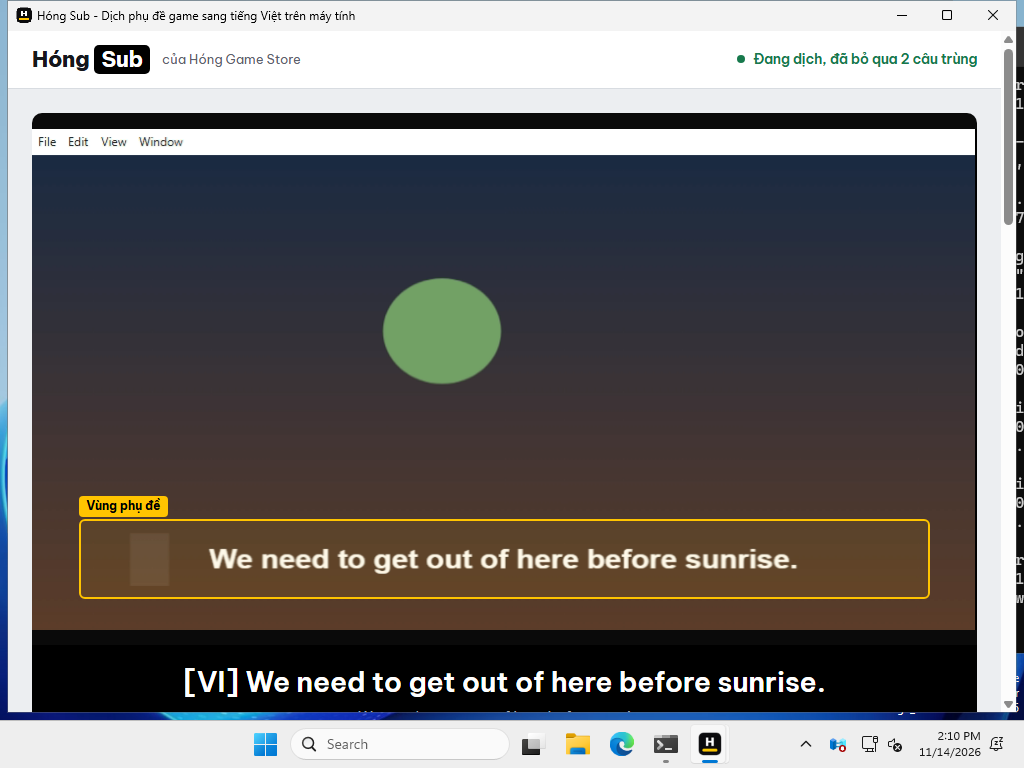 Hóng Sub - Dịch phụ đề game sang tiếng Việt trên máy tính
Hóng Sub của Hóng Game Store
Đang dịch, đã bỏ qua 2 câu trùng
File Edit View Window
Vùng phụ đề
We need to get out of here before sunrise.
[VI] We need to get out of here before sunrise.
Search
2:10 PM
11/14/2026